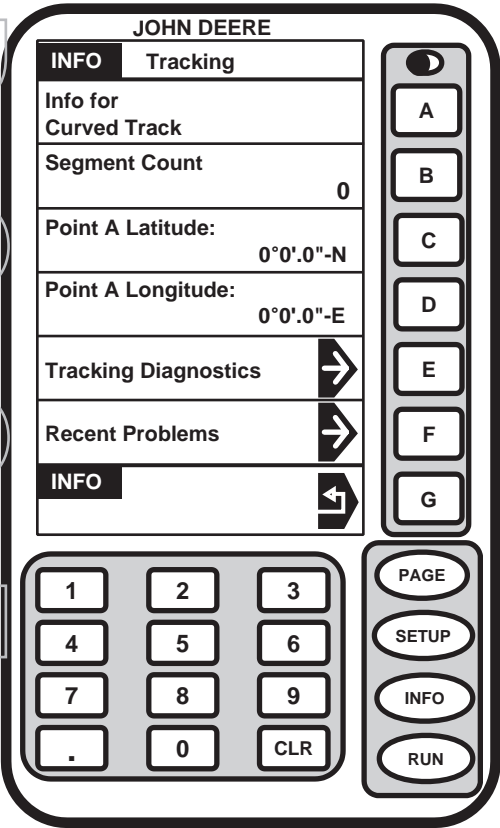 JOHN DEERE
INFO Tracking
Info for
Curved Track
Segment Count
0
Point A Latitude:
0°0'.0"-N
Point A Longitude:
0°0'.0"-E
Tracking Diagnostics
Recent Problems
INFO
A
B
C
D
E
F
G
1 2 3
4 5 6
7 8 9
. 0 CLR
PAGE
SETUP
INFO
RUN